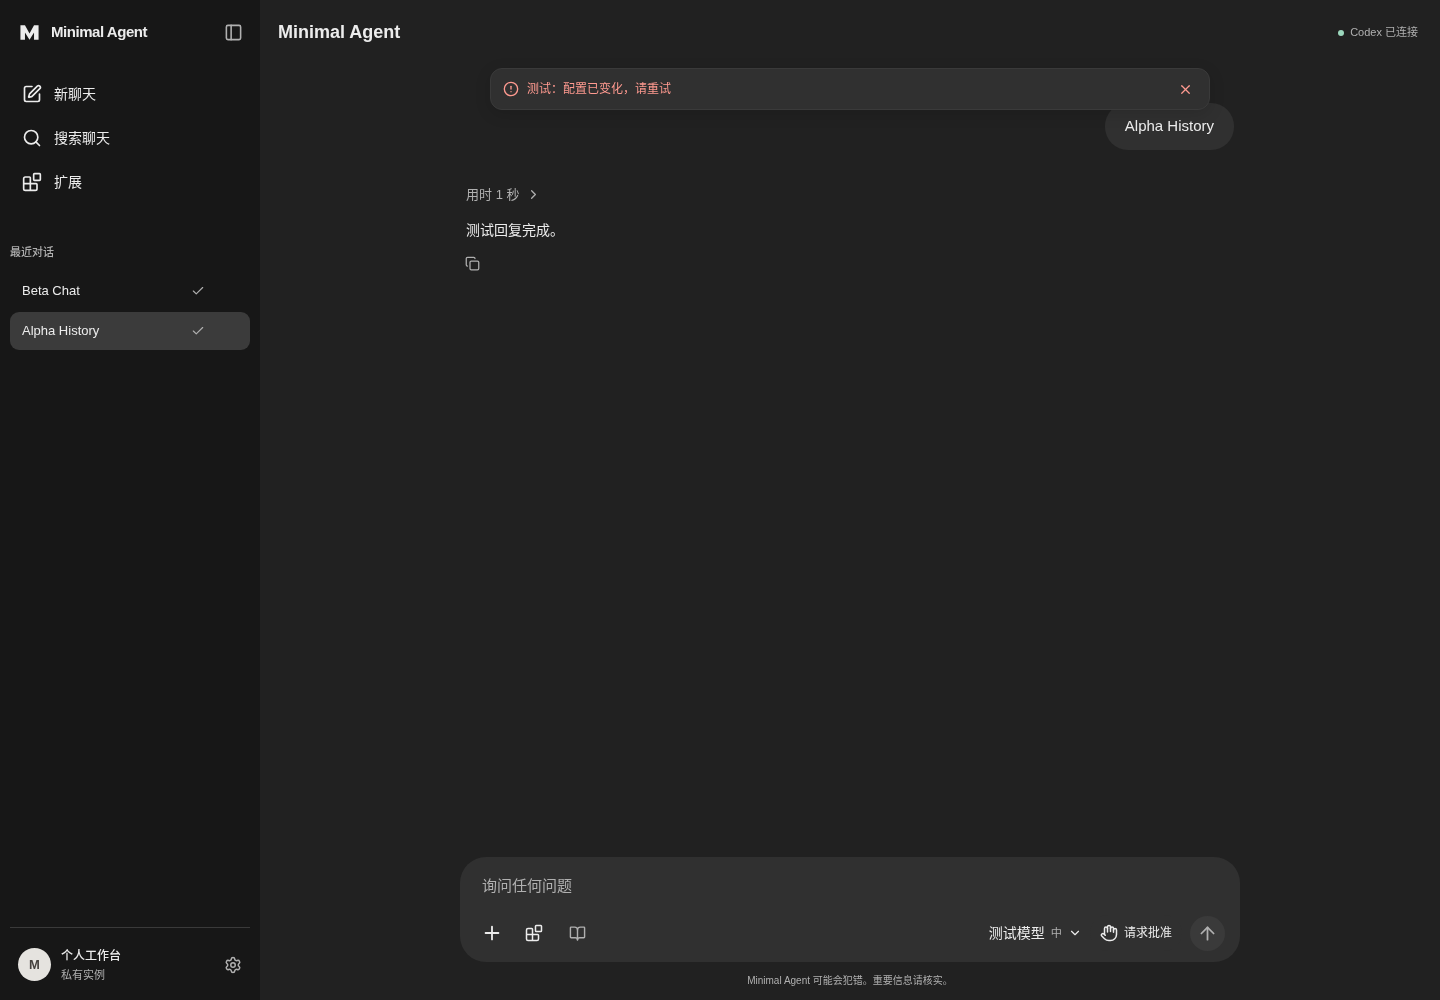 Minimal Agent
新聊天
搜索聊天
扩展
最近对话
Beta Chat
Alpha History
M
个人工作台
私有实例
Minimal Agent
Codex 已连接
测试：配置已变化，请重试
Alpha History
用时 1 秒
测试回复完成。
询问任何问题
测试模型 中
请求批准
Minimal Agent 可能会犯错。重要信息请核实。